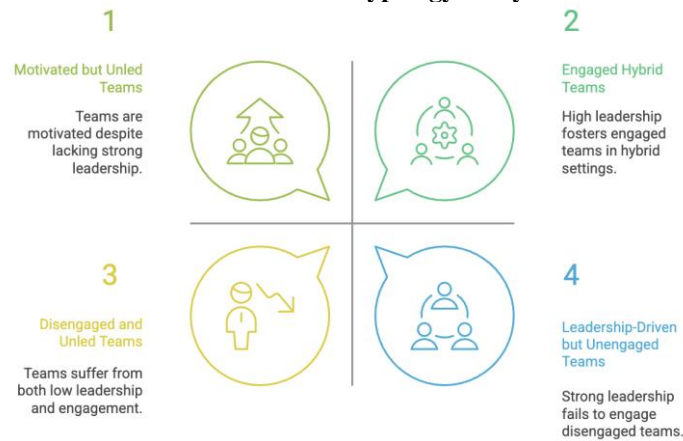 1
Motivated but Unled
Teams
Teams are
motivated despite
lacking strong
leadership.
2
Engaged Hybrid
Teams
High leadership
fosters engaged
teams in hybrid
settings.
3
Disengaged and
Unled Teams
Teams suffer from
both low leadership
and engagement.
4
Leadership-Driven
but Unengaged
Teams
Strong leadership
fails to engage
disengaged teams.